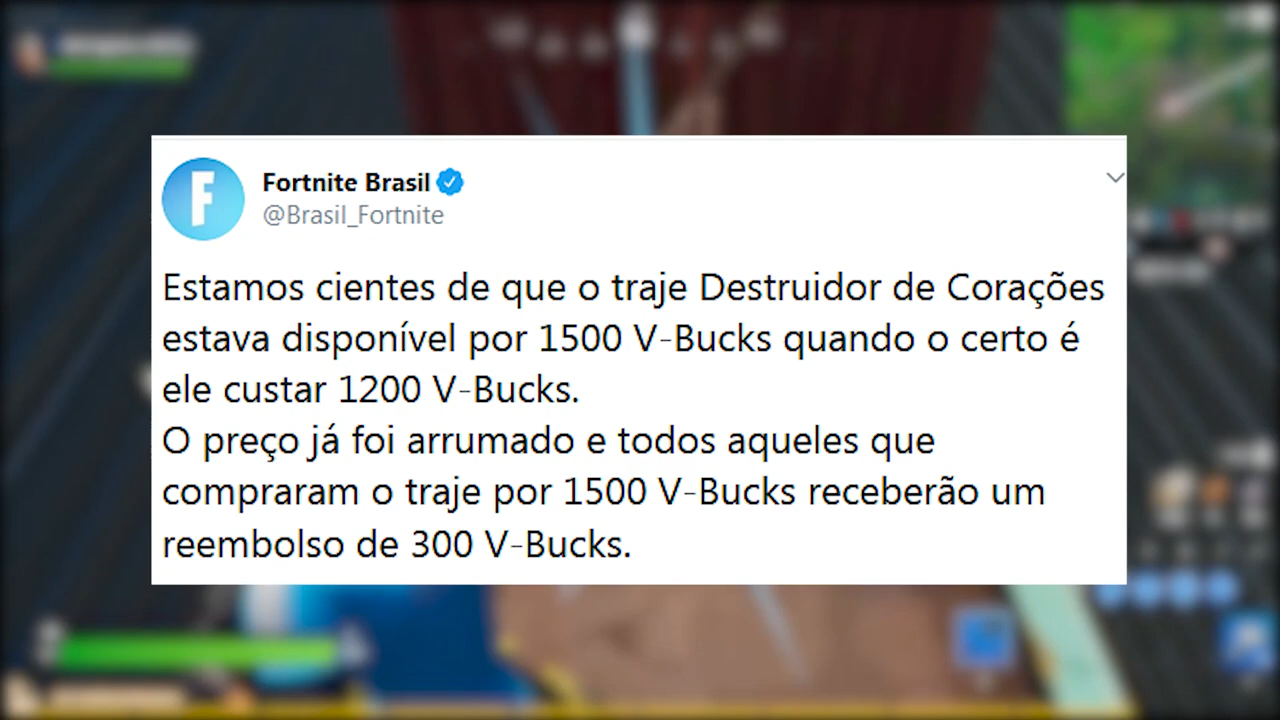 Fortnite Brasil
@Brasil_Fortnite
Estamos cientes de que o traje Destruidor de Corações
estava disponível por 1500 V-Bucks quando o certo é
ele custar 1200 V-Bucks.
O preço já foi arrumado e todos aqueles que
compraram o traje por 1500 V-Bucks receberão um
reembolso de 300 V-Bucks.